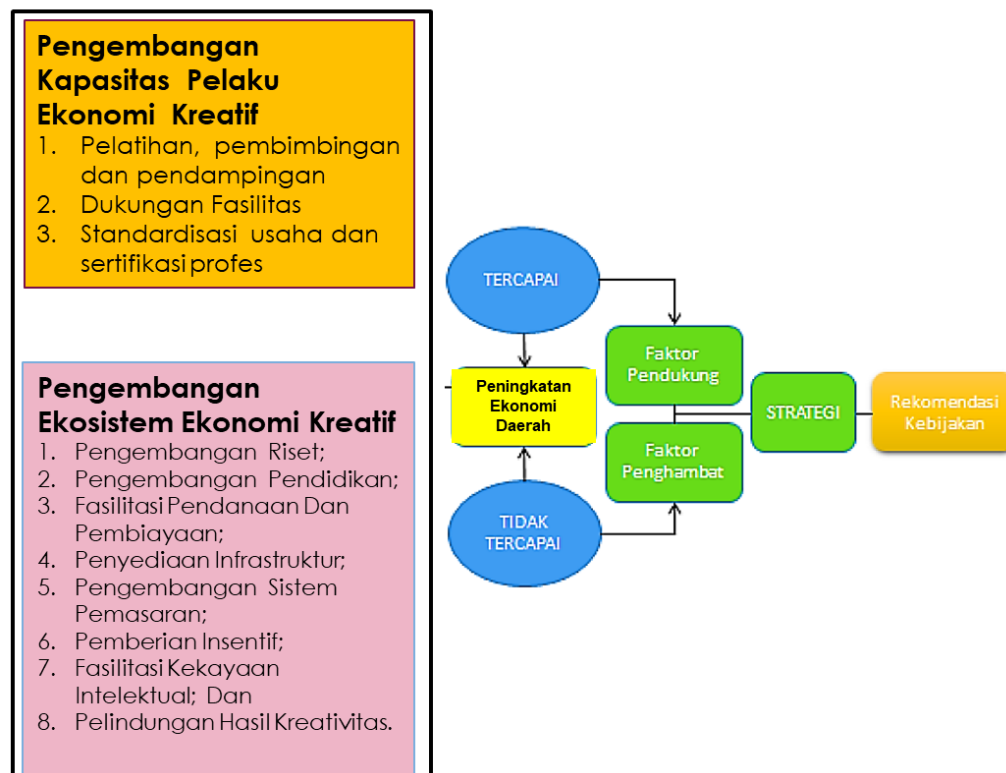 Pengembangan
Kapasitas Pelaku
Ekonomi Kreatif
1. Pelatihan, pembimbingan
dan pendampingan
2. Dukungan Fasilitas
3. Standardisasi usaha dan
sertifikasi profes
Pengembangan
Ekosistem Ekonomi Kreatif
1. Pengembangan Riset;
2. Pengembangan Pendidikan;
3. Fasilitasi Pendanaan Dan
Pembiayaan;
4. Penyediaan Infrastruktur;
5. Pengembangan Sistem
Pemasaran;
6. Pemberian Insentif;
7. Fasilitasi Kekayaan
Intelektual; Dan
8. Pelindungan Hasil Kreativitas.
TERCAPAI
Peningkatan
Ekonomi
Daerah
TIDAK
TERCAPAI
Faktor
Pendukung
Faktor
Penghambat
STRATEGI
Rekomendasi
Kebijakan